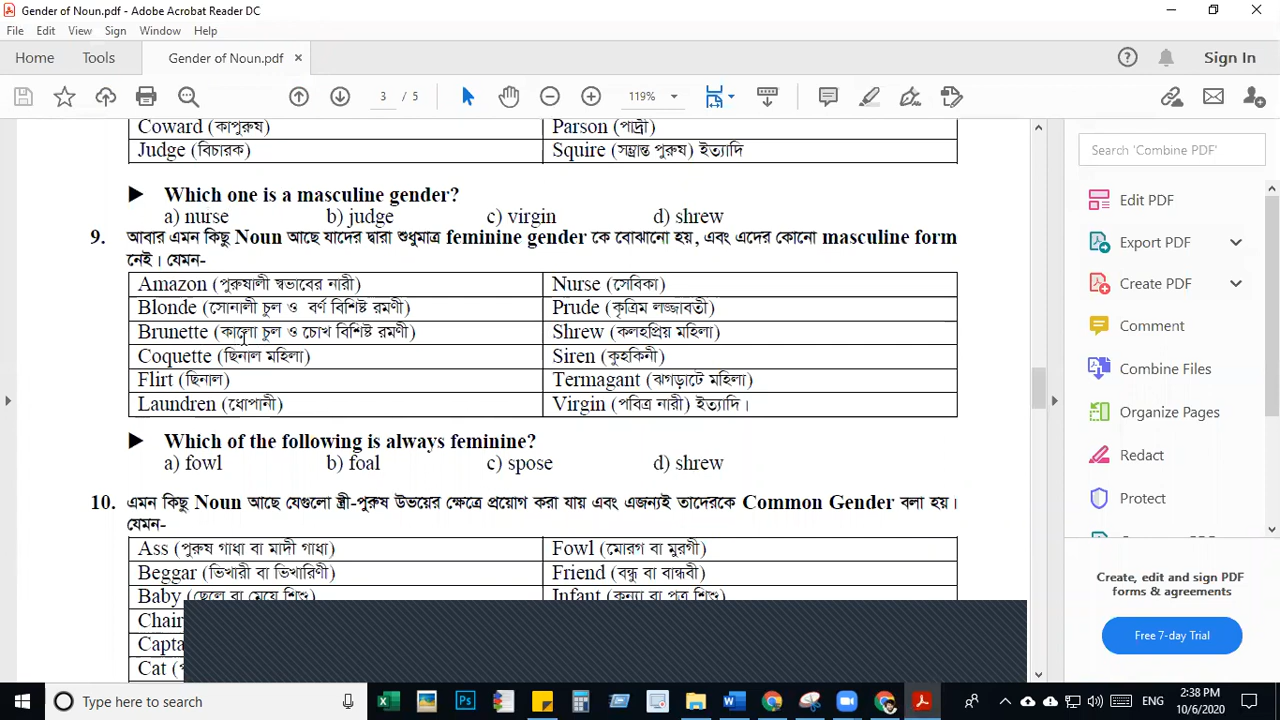 Gender of Noun.pdf - Adobe Acrobat Reader DC
File Edit View Sign Window Help
Home Tools Gender of Noun.pdf × Sign In
3 / 5 119%
Coward (কাপুরুষ) Parson (পাদ্রী)
Judge (বিচারক) Squire (সম্ভ্রান্ত পুরুষ) ইত্যাদি
Which one is a masculine gender?
a) nurse b) judge c) virgin d) shrew
9. আবার এমন কিছু Noun আছে যাদের দ্বারা শুধুমাত্র feminine gender কে বোঝানো হয়, এবং এদের কোনো masculine form
নেই। যেমন-
Amazon (পুরুষালী স্বভাবের নারী) Nurse (সেবিকা)
Blonde (সোনালী চুল ও বর্ণ বিশিষ্ট রমণী) Prude (কৃত্রিম লজ্জাবতী)
Brunette (কালো চুল ও চোখ বিশিষ্ট রমণী) Shrew (কলহপ্রিয় মহিলা)
Coquette (ছিনাল মহিলা) Siren (কুহকিনী)
Flirt (ছিনাল) Termagant (ঝগড়াটে মহিলা)
Laundren (ধোপানী) Virgin (পবিত্র নারী) ইত্যাদি।
Which of the following is always feminine?
a) fowl b) foal c) spose d) shrew
10. এমন কিছু Noun আছে যেগুলো স্ত্রী-পুরুষ উভয়ের ক্ষেত্রে প্রয়োগ করা যায় এবং এজন্যই তাদেরকে Common Gender বলা হয়।
যেমন-
Ass (পুরুষ গাধা বা মাদী গাধা) Fowl (মোরগ বা মুরগী)
Beggar (ভিখারী বা ভিখারিণী) Friend (বন্ধু বা বান্ধবী)
Baby (ছেলে বা মেয়ে শিশু) Infant (কন্যা বা পুত্র শিশু)
Chair
Capta
Cat (
Search 'Combine PDF'
Edit PDF
Export PDF
Create PDF
Comment
Combine Files
Organize Pages
Redact
Protect
Create, edit and sign PDF
forms & agreements
Free 7-day Trial
Type here to search
ENG
2:38 PM
10/6/2020